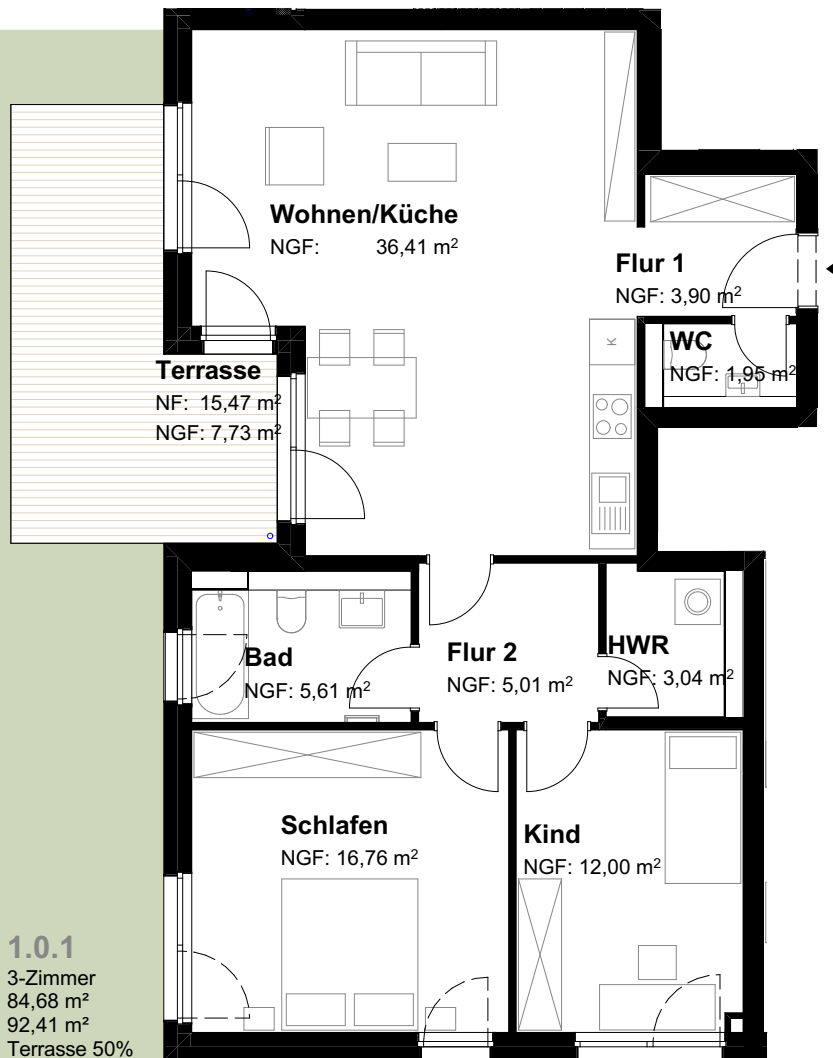 Wohnen/Küche
NGF: 36,41 m²
Flur 1
NGF: 3,90 m²
K
WC
NGF: 1,95 m²
Terrasse
NF: 15,47 m²
NGF: 7,73 m²
Bad
NGF: 5,61 m²
Flur 2
NGF: 5,01 m²
HWR
NGF: 3,04 m²
Schlafen
NGF: 16,76 m²
Kind
NGF: 12,00 m²
1.0.1
3-Zimmer
84,68 m²
92,41 m²
Terrasse 50%